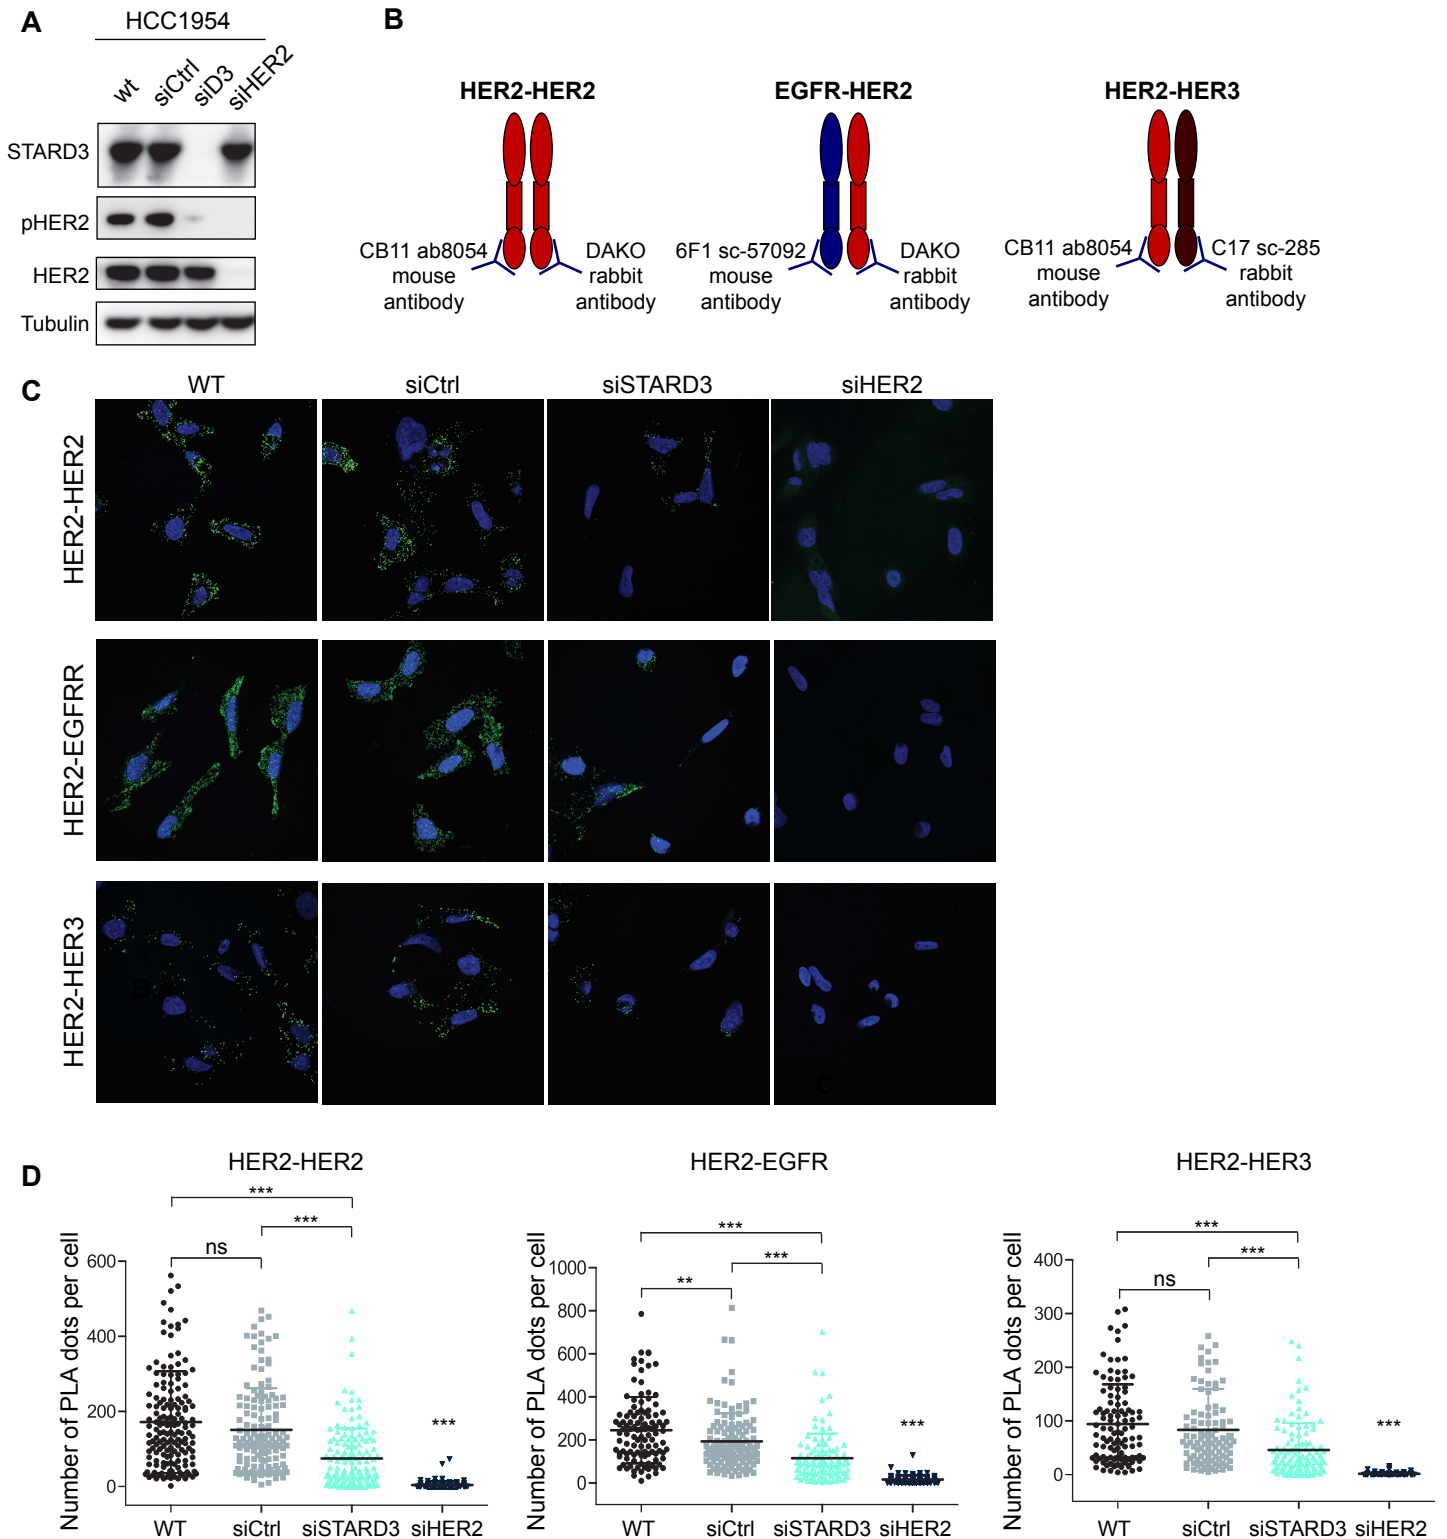 A
HCC1954
wt
siCtrl
siD3
siHER2
STARD3
pHER2
HER2
Tubulin
B
HER2-HER2
EGFR-HER2
HER2-HER3
CB11 ab8054
mouse
antibody
DAKO
rabbit
antibody
6F1 sc-57092
mouse
antibody
DAKO
rabbit
antibody
CB11 ab8054
mouse
antibody
C17 sc-285
rabbit
antibody
C
WT
siCtrl
siSTARD3
siHER2
HER2-HER2
HER2-EGFRR
HER2-HER3
B
C
D
HER2-HER2
***
***
ns
***
Number of PLA dots per cell
600
400
200
0
WT
siCtrl
siSTARD3
siHER2
HER2-EGFR
***
***
**
***
Number of PLA dots per cell
1000
800
600
400
200
0
WT
siCtrl
siSTARD3
siHER2
HER2-HER3
***
***
ns
***
Number of PLA dots per cell
400
300
200
100
0
WT
siCtrl
siSTARD3
siHER2